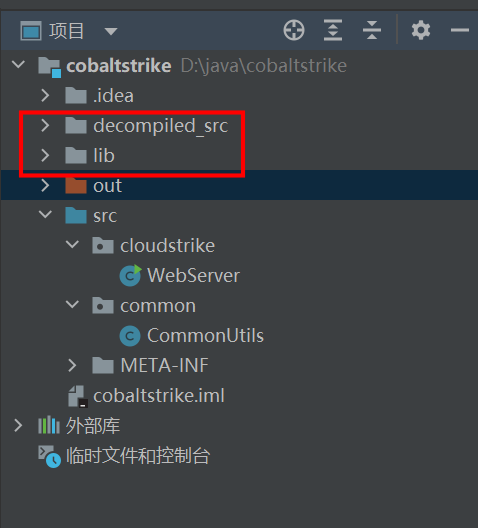 项目
cobaltstrike D:\java\cobaltstrike
.idea
decompiled_src
lib
out
src
cloudstrike
WebServer
common
CommonUtils
META-INF
cobaltstrike.iml
外部库
临时文件和控制台